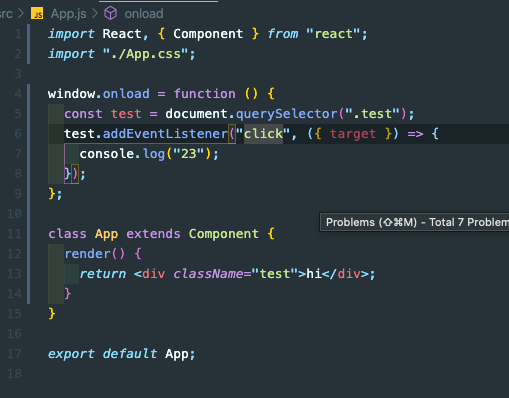 src > JS App.js > onload
1 import React, { Component } from "react";
2 import "./App.css";
3
4 window.onload = function () {
5 const test = document.querySelector(".test");
6 test.addEventListener("click", ({ target }) => {
7 console.log("23");
8 });
9 };
10
Problems (⇧⌘M) - Total 7 Problem
11 class App extends Component {
12 render() {
13 return <div className="test">hi</div>;
14 }
15 }
16
17 export default App;
18